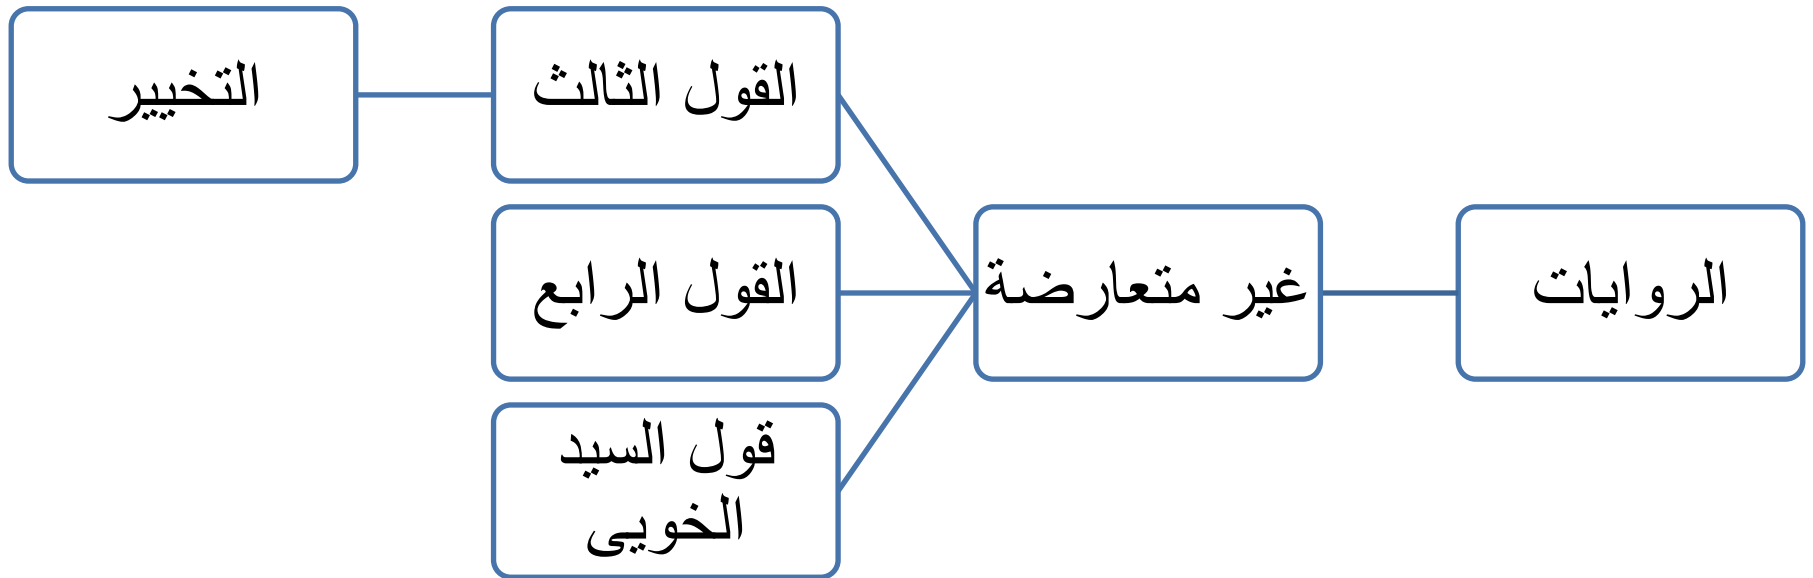 الروايات
غير متعارضة
القول الثالث
التخيير
القول الرابع
قول السيد
الخويى